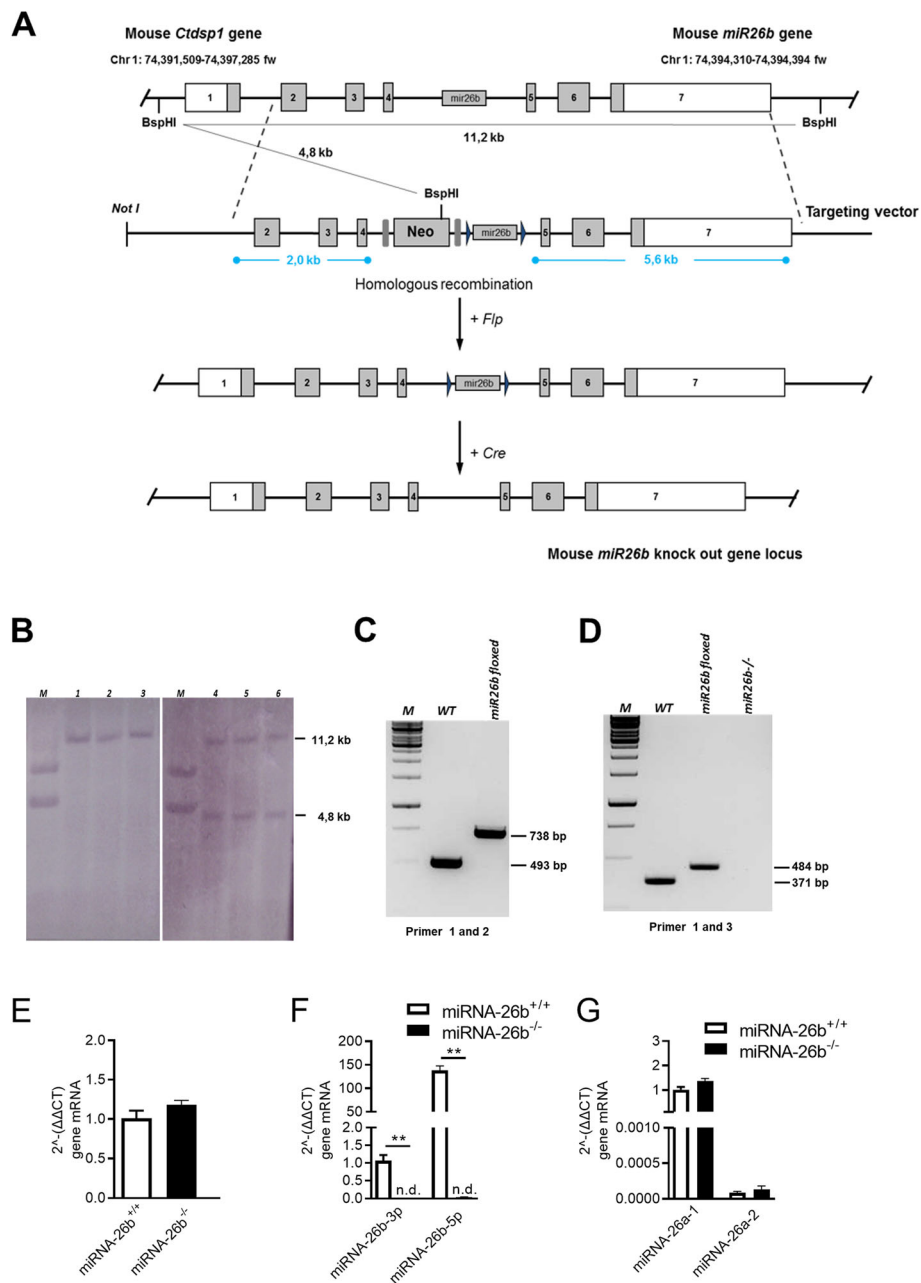 A
Mouse Ctdsp1 gene
Mouse miR26b gene
Chr 1: 74,391,509-74,397,285 fw
Chr 1: 74,394,310-74,394,394 fw
1
2
3
4
mir26b
5
6
7
BspHI
BspHI
11,2 kb
4,8 kb
BspHI
Not I
Targeting vector
2
3
4
Neo
mir26b
5
6
7
2,0 kb
5,6 kb
Homologous recombination
+ Flp
1
2
3
4
mir26b
5
6
7
+ Cre
1
2
3
4
5
6
7
Mouse miR26b knock out gene locus
B
M 1 2 3 M 4 5 6
11,2 kb
4,8 kb
C
M WT miR26b floxed
738 bp
493 bp
Primer 1 and 2
D
M WT miR26b floxed miR26b-/-
484 bp
371 bp
Primer 1 and 3
E
2^-(ΔΔCT)
gene mRNA
2.0
1.5
1.0
0.5
0.0
miRNA-26b+/+
miRNA-26b-/-
F
miRNA-26b+/+
miRNA-26b-/-
2^-(ΔΔCT)
gene mRNA
200
150
100
50
1.5
1.0
0.5
0.0
**
**
n.d.
n.d.
miRNA-26b-3p
miRNA-26b-5p
G
miRNA-26b+/+
miRNA-26b-/-
2^-(ΔΔCT)
gene mRNA
3
2
1
0.0010
0.0005
0.0000
miRNA-26a-1
miRNA-26a-2